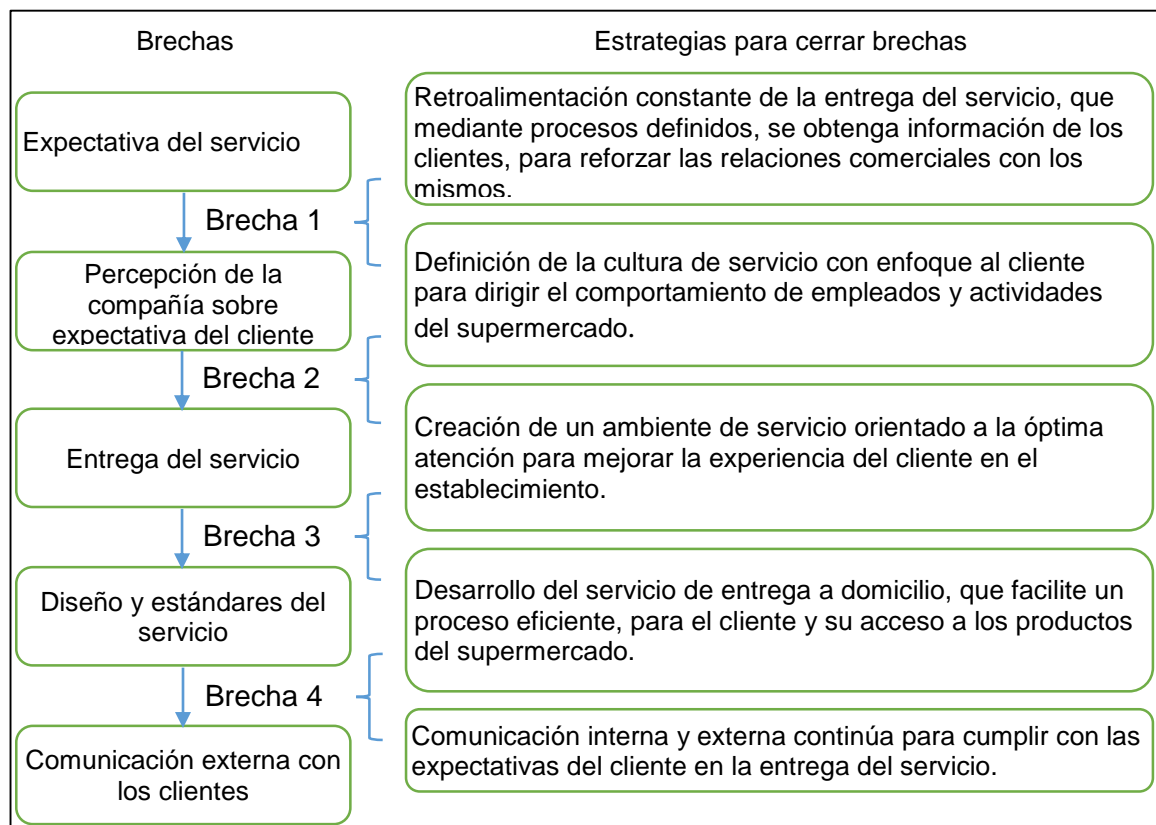 Brechas
Estrategias para cerrar brechas
Expectativa del servicio
Retroalimentación constante de la entrega del servicio, que
mediante procesos definidos, se obtenga información de los
clientes, para reforzar las relaciones comerciales con los
mismos.
Brecha 1
Percepción de la
compañía sobre
expectativa del cliente
Definición de la cultura de servicio con enfoque al cliente
para dirigir el comportamiento de empleados y actividades
del supermercado.
Brecha 2
Entrega del servicio
Creación de un ambiente de servicio orientado a la óptima
atención para mejorar la experiencia del cliente en el
establecimiento.
Brecha 3
Diseño y estándares del
servicio
Desarrollo del servicio de entrega a domicilio, que facilite un
proceso eficiente, para el cliente y su acceso a los productos
del supermercado.
Brecha 4
Comunicación externa con
los clientes
Comunicación interna y externa continúa para cumplir con las
expectativas del cliente en la entrega del servicio.